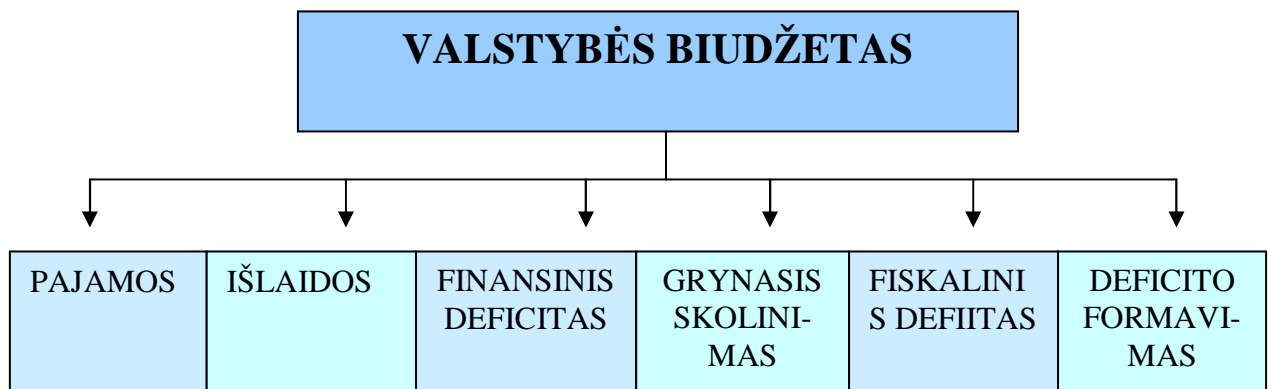 VALSTYBĖS BIUDŽETAS
PAJAMOS
IŠLAIDOS
FINANSINIS
DEFICITAS
GRYNASIS
SKOLINI-
MAS
FISKALINI
S DEFIITAS
DEFICITO
FORMAVI-
MAS